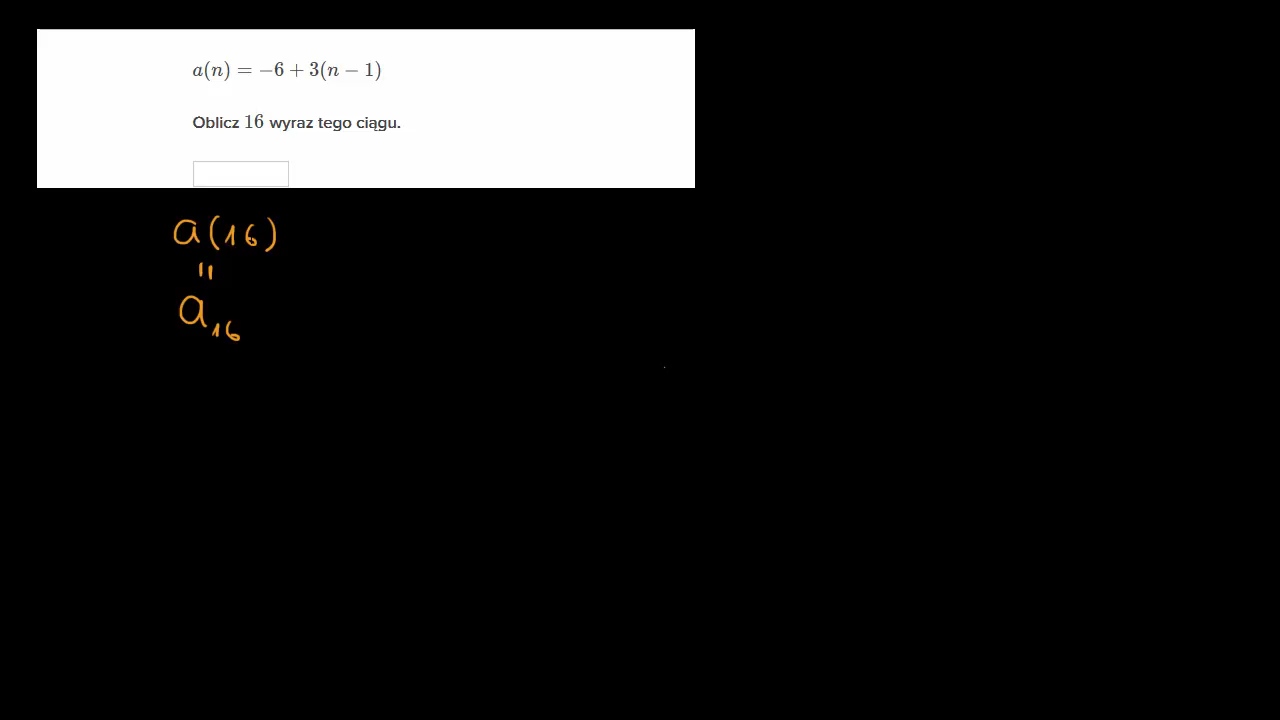 a(n) = −6 + 3(n − 1)
Oblicz 16 wyraz tego ciągu.
a(16)
=
a₁₆